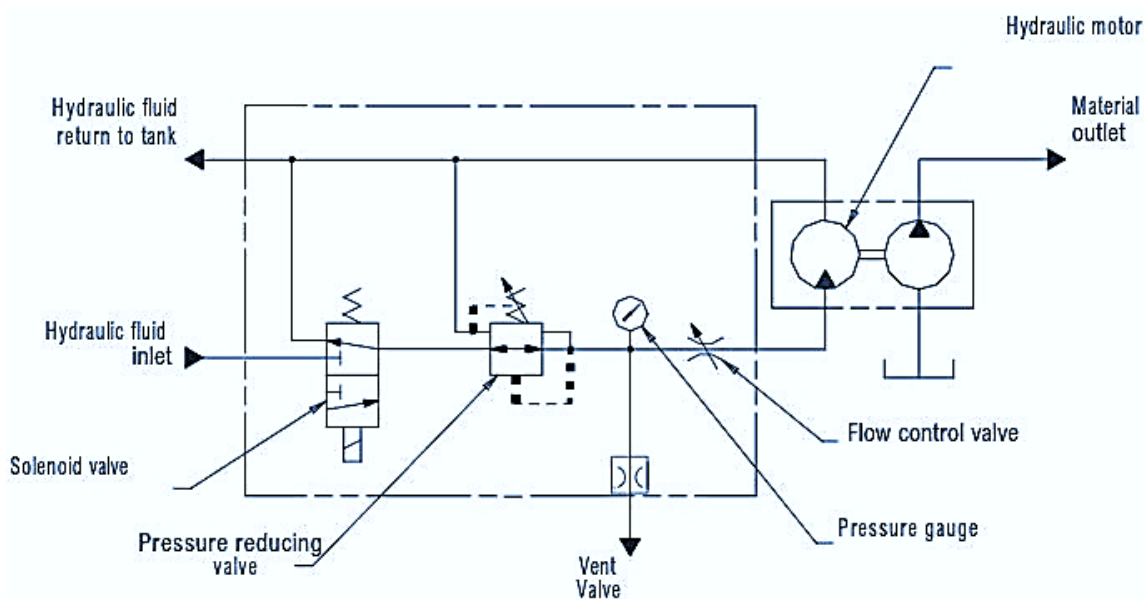 Hydraulic motor
Hydraulic fluid
return to tank
Material
outlet
Hydraulic fluid
inlet
Flow control valve
Solenoid valve
Pressure gauge
Pressure reducing
valve
Vent
Valve